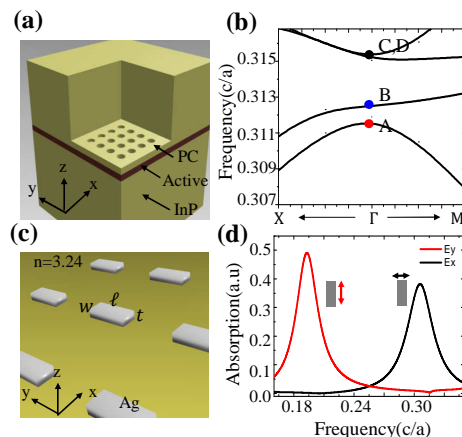 (a)
PC
Active
InP
z
y
x
(b)
Frequency(c/a)
0.315
0.313
0.311
0.309
0.307
C,D
B
A
X
Γ
M
(c)
n=3.24
w
ℓ
t
z
y
x
Ag
(d)
Absorption(a.u)
0.5
0.4
0.3
0.2
0.1
0
Ey
Ex
0.18
0.24
0.30
Frequency(c/a)